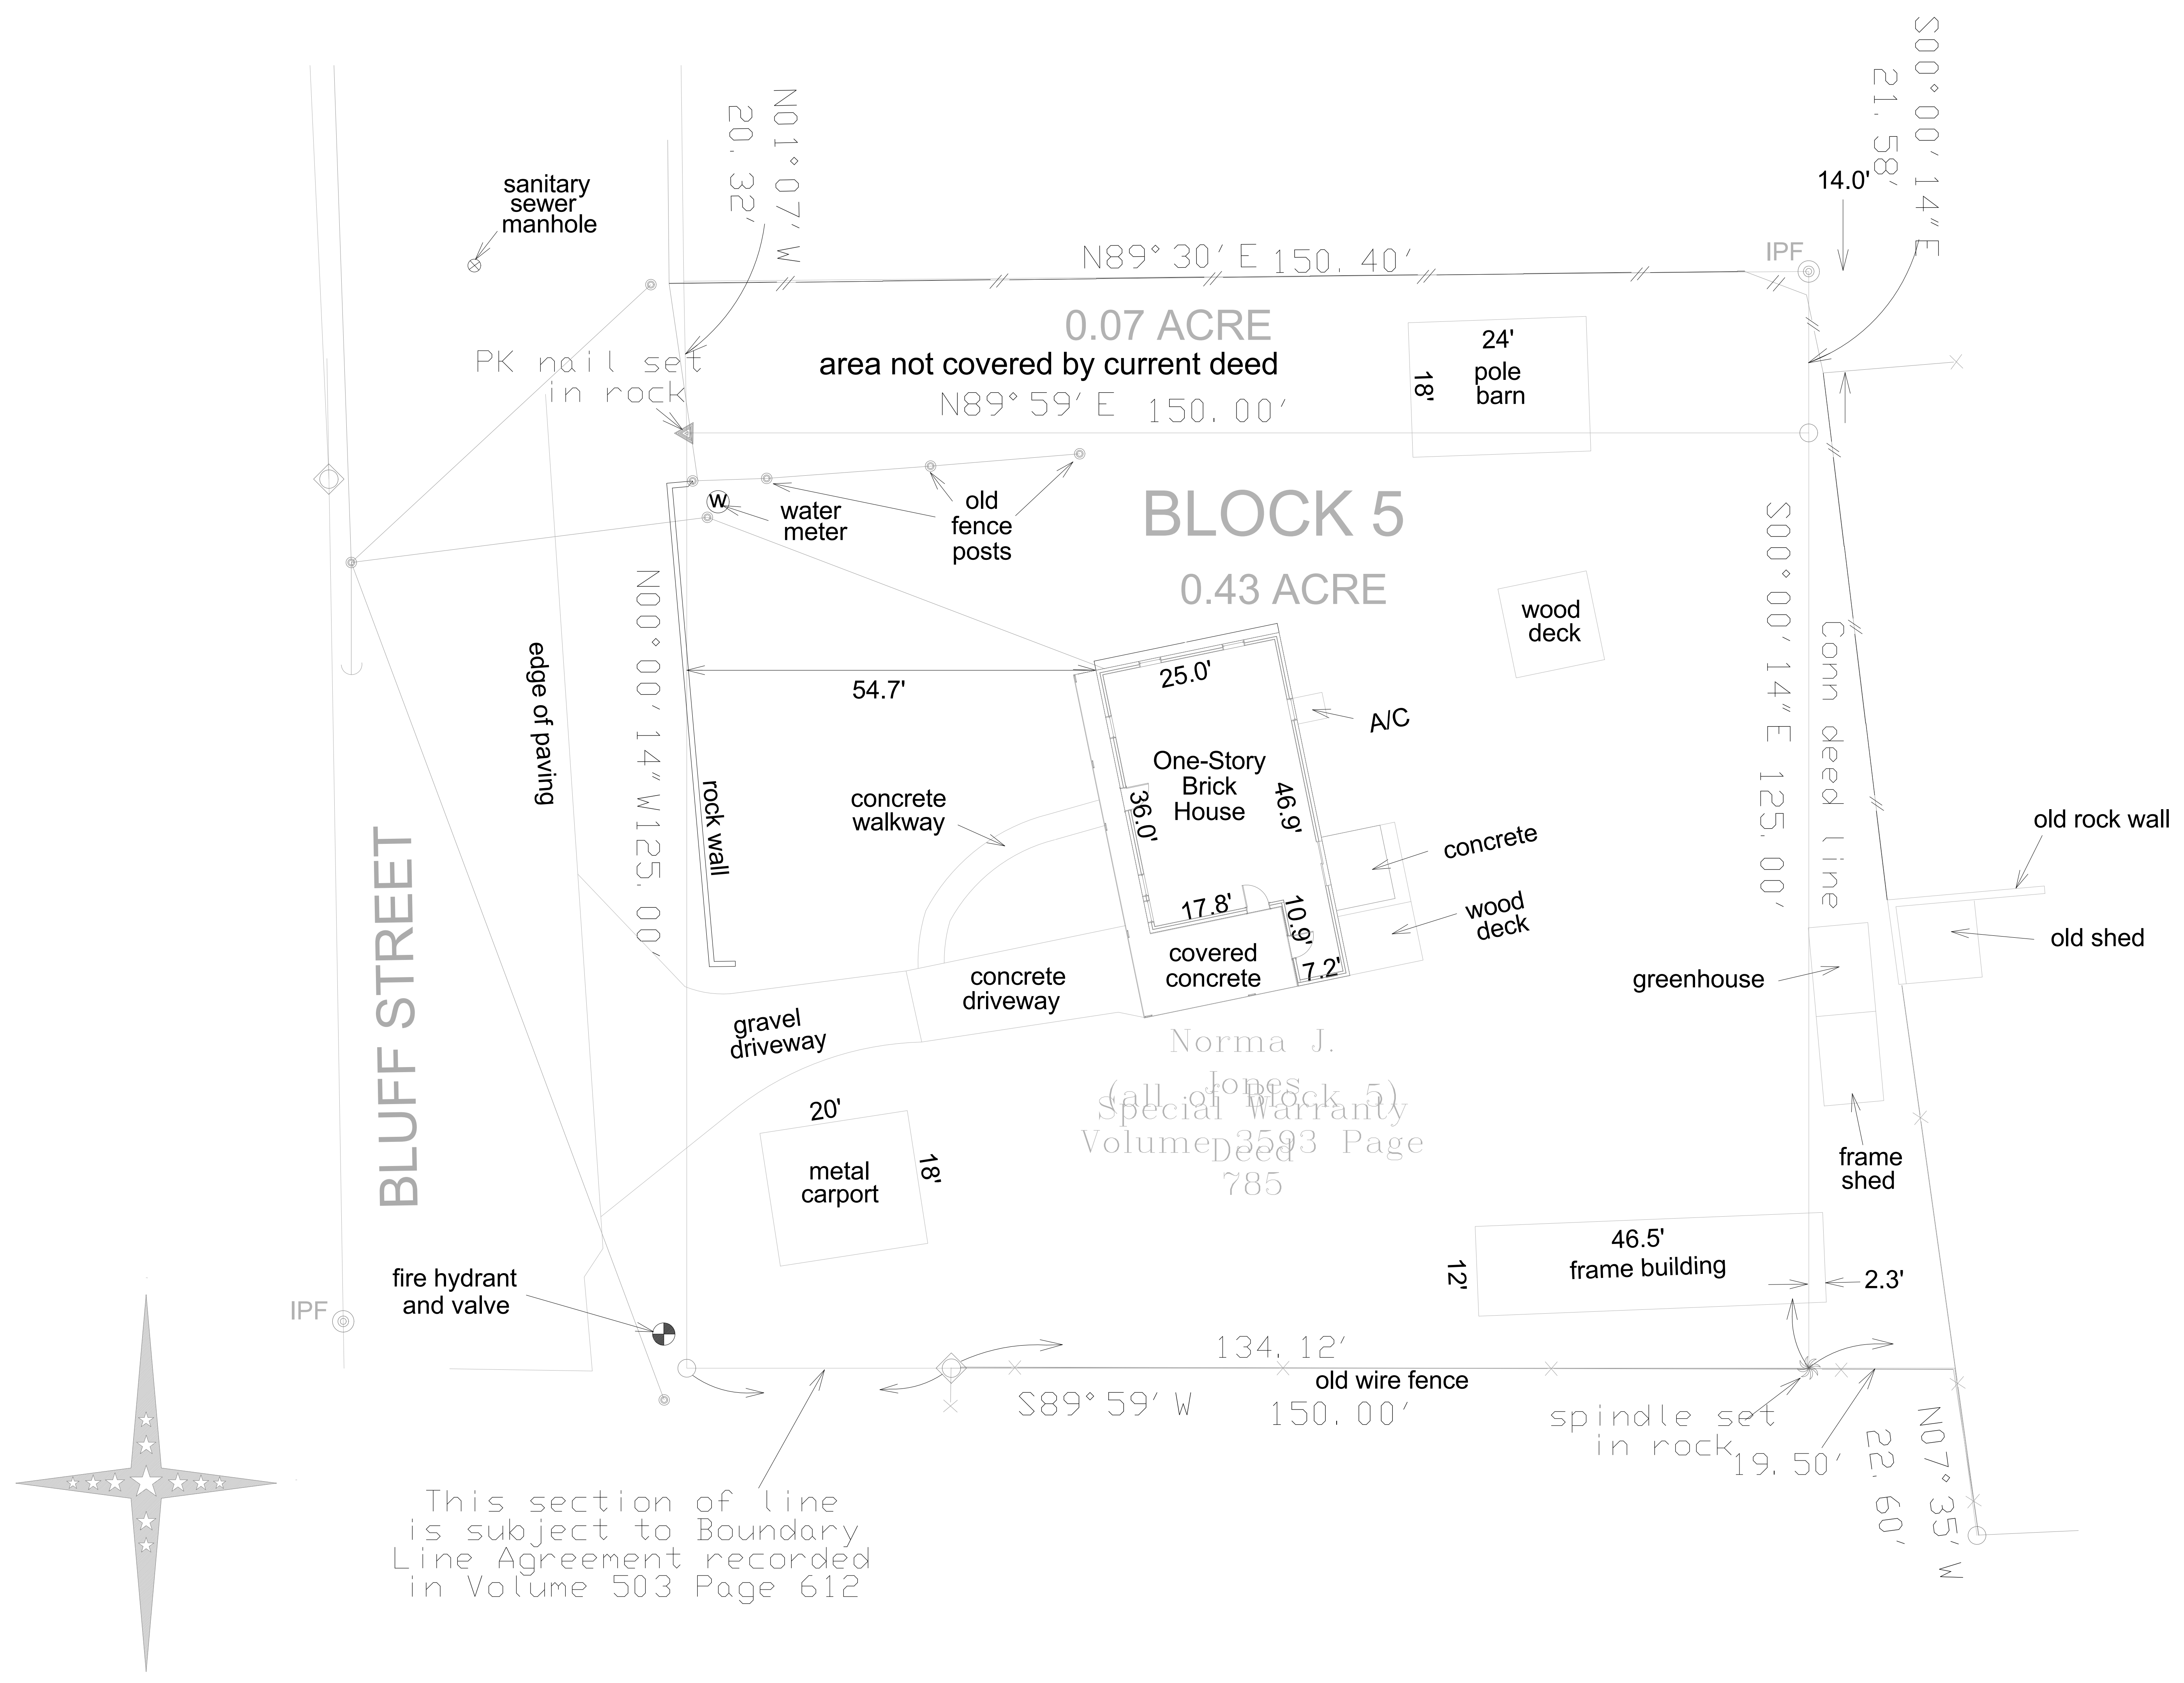 S00°00'14"E
21.58'
N01°07'W
20.32'
14.0'
sanitary
sewer
manhole
IPF
N89°30'E 150.40'
0.07 ACRE
area not covered by current deed
N89°59'E 150.00'
24'
18'
pole
barn
PK nail set
in rock
W
water
meter
old
fence
posts
BLOCK 5
0.43 ACRE
wood
deck
S00°00'14"E 125.00'
Conn deed line
N00°00'14"W125.00'
edge of paving
rock wall
54.7'
25.0'
A/C
One-Story
Brick
House
36.0'
46.9'
17.8'
10.9'
7.2'
covered
concrete
concrete
walkway
concrete
wood
deck
old rock wall
old shed
greenhouse
concrete
driveway
gravel
driveway
BLUFF STREET
Norma J.
Jones
(all of Block 5)
Special Warranty
Volume 3593 Page
Deed
785
frame
shed
20'
18'
metal
carport
46.5'
frame building
12'
2.3'
fire hydrant
and valve
IPF
134.12'
old wire fence
S89°59'W
150.00'
spindle set
in rock
19.50'
N07°35'W
22.60'
This section of line
is subject to Boundary
Line Agreement recorded
in Volume 503 Page 612